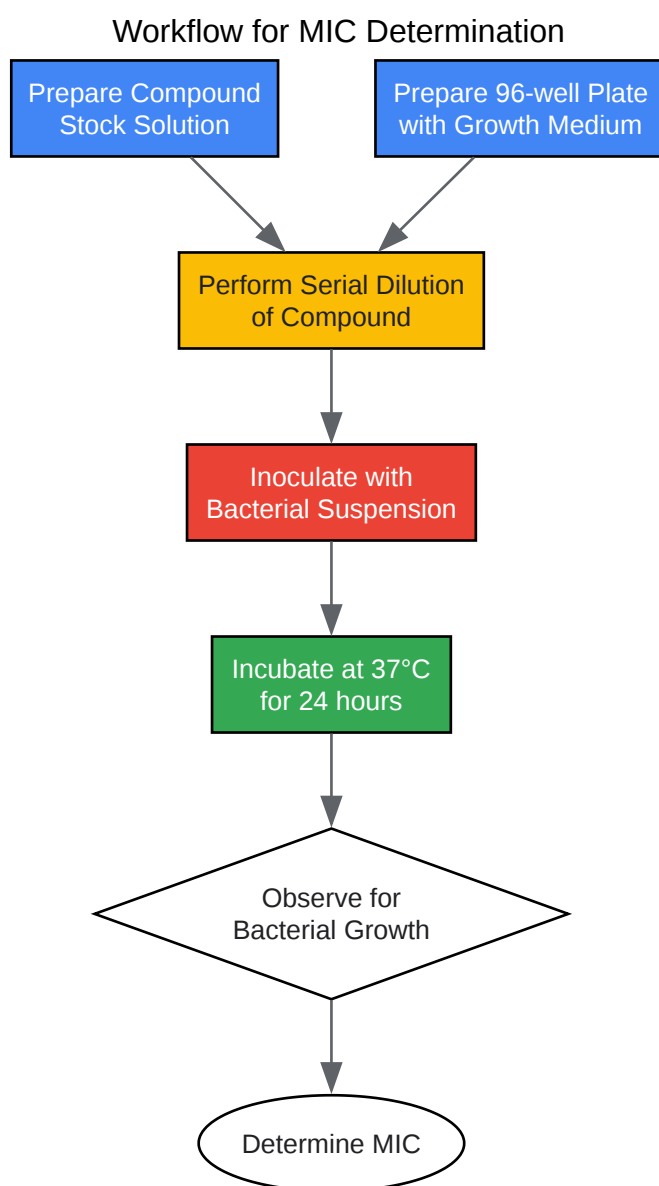 Workflow for MIC Determination
Prepare Compound
Stock Solution
Prepare 96-well Plate
with Growth Medium
Perform Serial Dilution
of Compound
Inoculate with
Bacterial Suspension
Incubate at 37°C
for 24 hours
Observe for
Bacterial Growth
Determine MIC